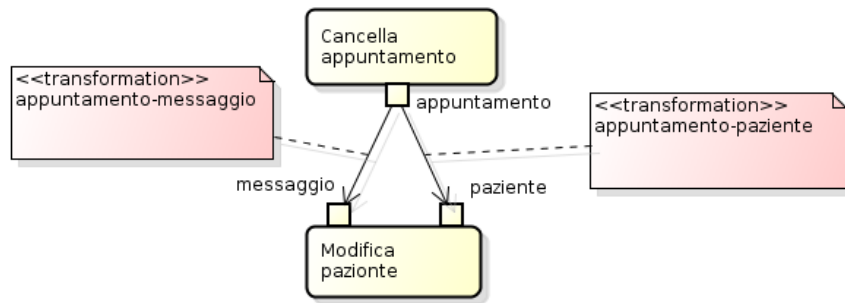 Cancella
appuntamento
<<transformation>>
appuntamento-messaggio
appuntamento
<<transformation>>
appuntamento-paziente
messaggio
paziente
Modifica
pazionte